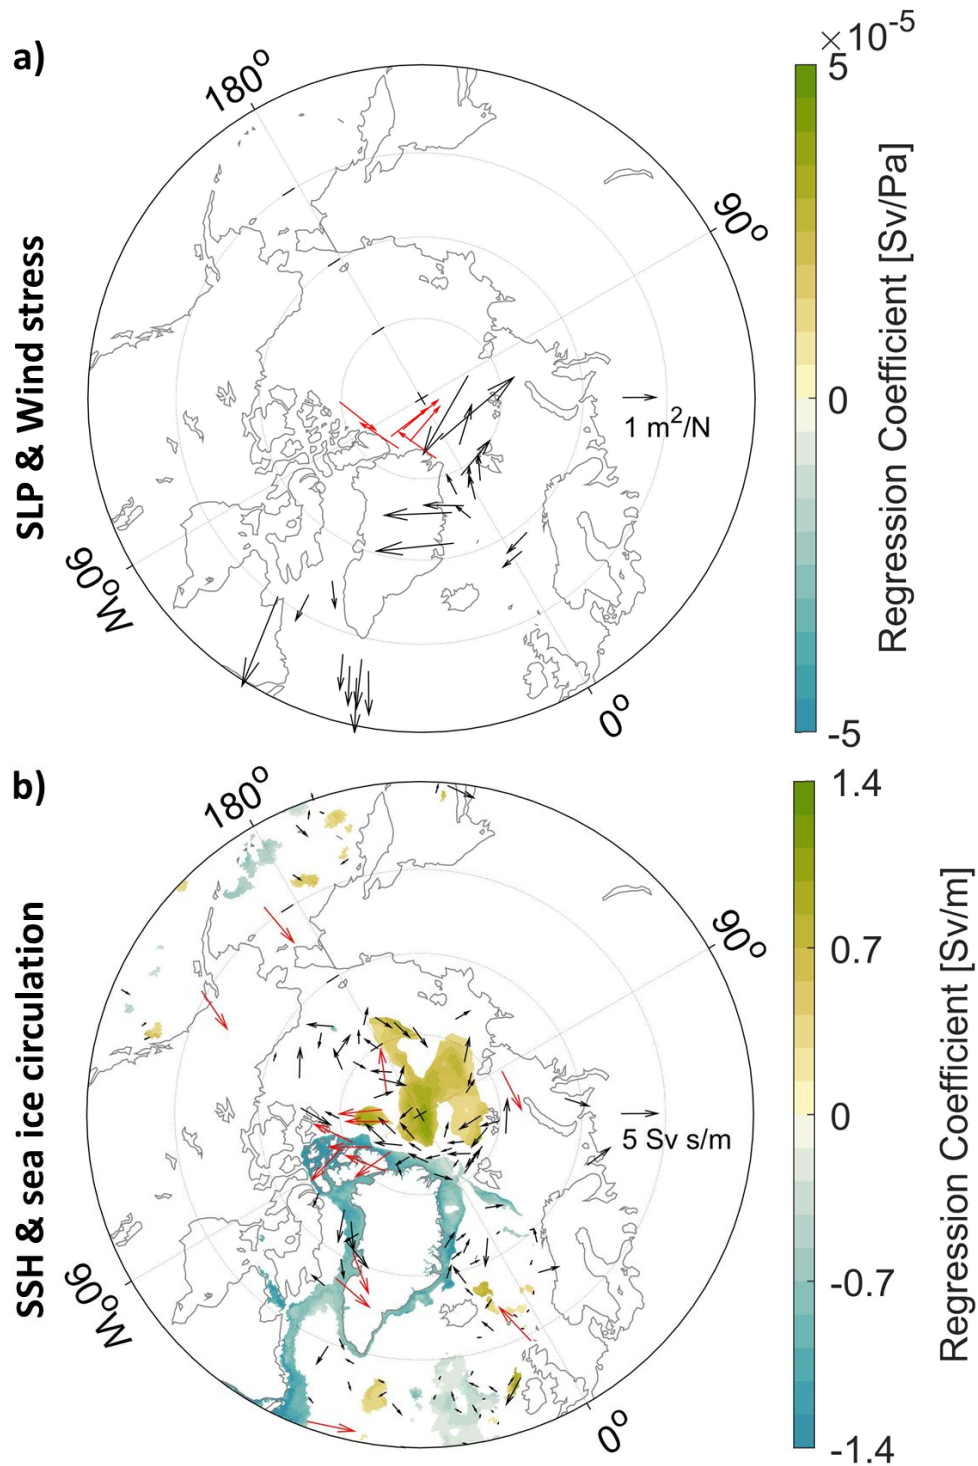 a)
SLP & Wind stress
180°
90°
90°W
0°
1 m²/N
×10⁻⁵
5
0
-5
Regression Coefficient [Sv/Pa]
b)
SSH & sea ice circulation
180°
90°
90°W
0°
5 Sv s/m
1.4
0.7
0
-0.7
-1.4
Regression Coefficient [Sv/m]